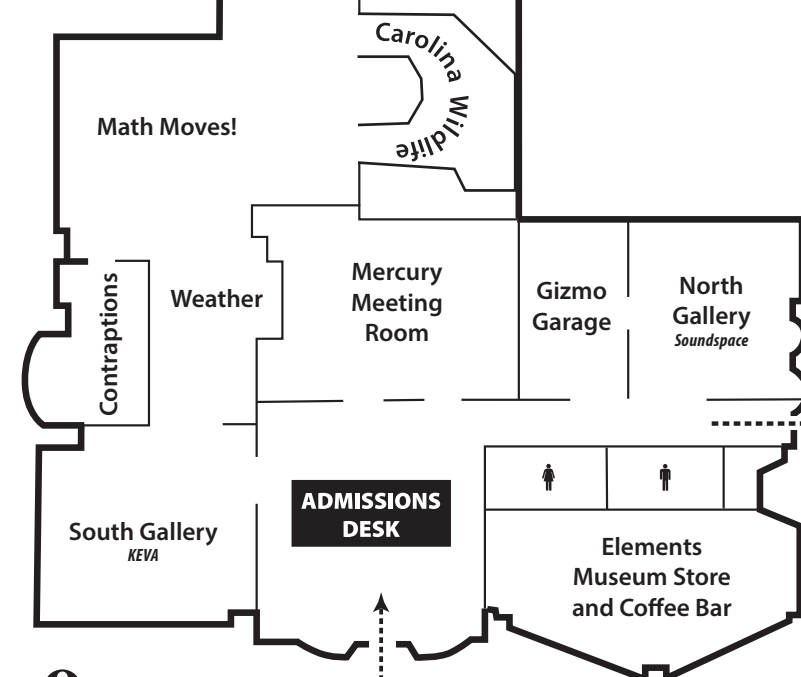 Carolina Wildlife
Math Moves!
Contraptions
Weather
Mercury
Meeting
Room
Gizmo
Garage
North
Gallery
Soundspace
ADMISSIONS
DESK
South Gallery
KEVA
Elements
Museum Store
and Coffee Bar